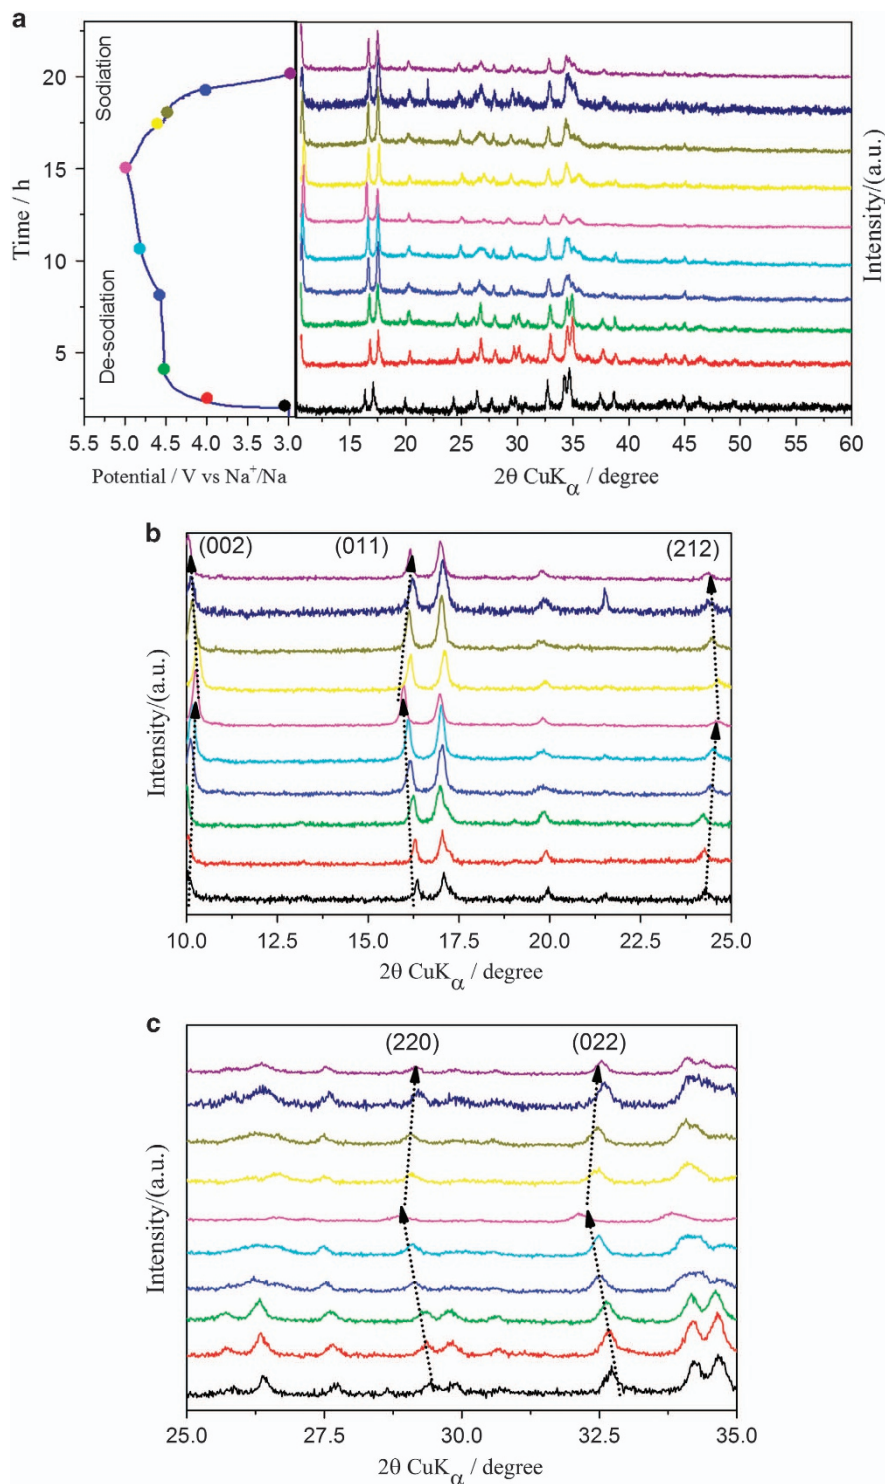 a
Sodiation
De-sodiation
Time / h
20
15
10
5
5.5 5.0 4.5 4.0 3.5 3.0
Potential / V vs Na⁺/Na
15 20 25 30 35 40 45 50 55 60
2θ CuKα / degree
Intensity/(a.u.)
b
(002) (011) (212)
Intensity/(a.u.)
10.0 12.5 15.0 17.5 20.0 22.5 25.0
2θ CuKα / degree
c
(220) (022)
Intensity/(a.u.)
25.0 27.5 30.0 32.5 35.0
2θ CuKα / degree